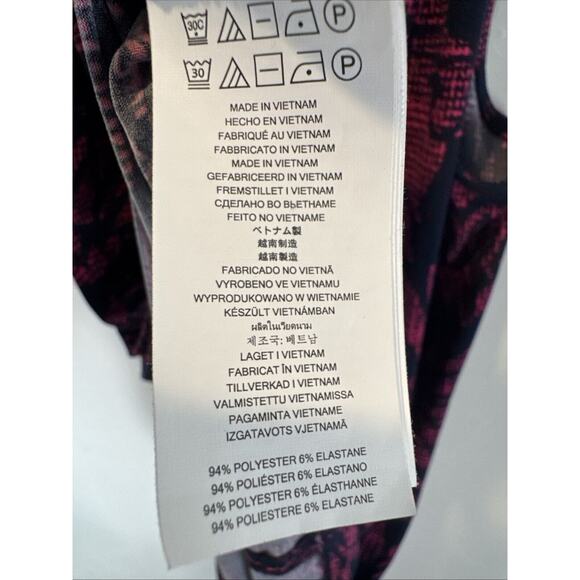 30C P
30 P
MADE IN VIETNAM
HECHO EN VIETNAM
FABRIQUÉ AU VIETNAM
FABBRICATO IN VIETNAM
MADE IN VIETNAM
GEFABRICEERD IN VIETNAM
FREMSTILLET I VIETNAM
СДЕЛАНО ВО ВЬЕТНАМЕ
FEITO NO VIETNAME
ベトナム製
越南制造
越南製造
FABRICADO NO VIETNÃ
VYROBENO VE VIETNAMU
WYPRODUKOWANO W WIETNAMIE
KÉSZÜLT VIETNÁMBAN
ผลิตในเวียดนาม
제조국: 베트남
LAGET I VIETNAM
FABRICAT ÎN VIETNAM
TILLVERKAD I VIETNAM
VALMISTETTU VIETNAMISSA
PAGAMINTA VIETNAME
IZGATAVOTS VJETNAMĀ
94% POLYESTER 6% ELASTANE
94% POLIÉSTER 6% ELASTANO
94% POLYESTER 6% ÉLASTHANNE
94% POLIESTERE 6% ELASTANE